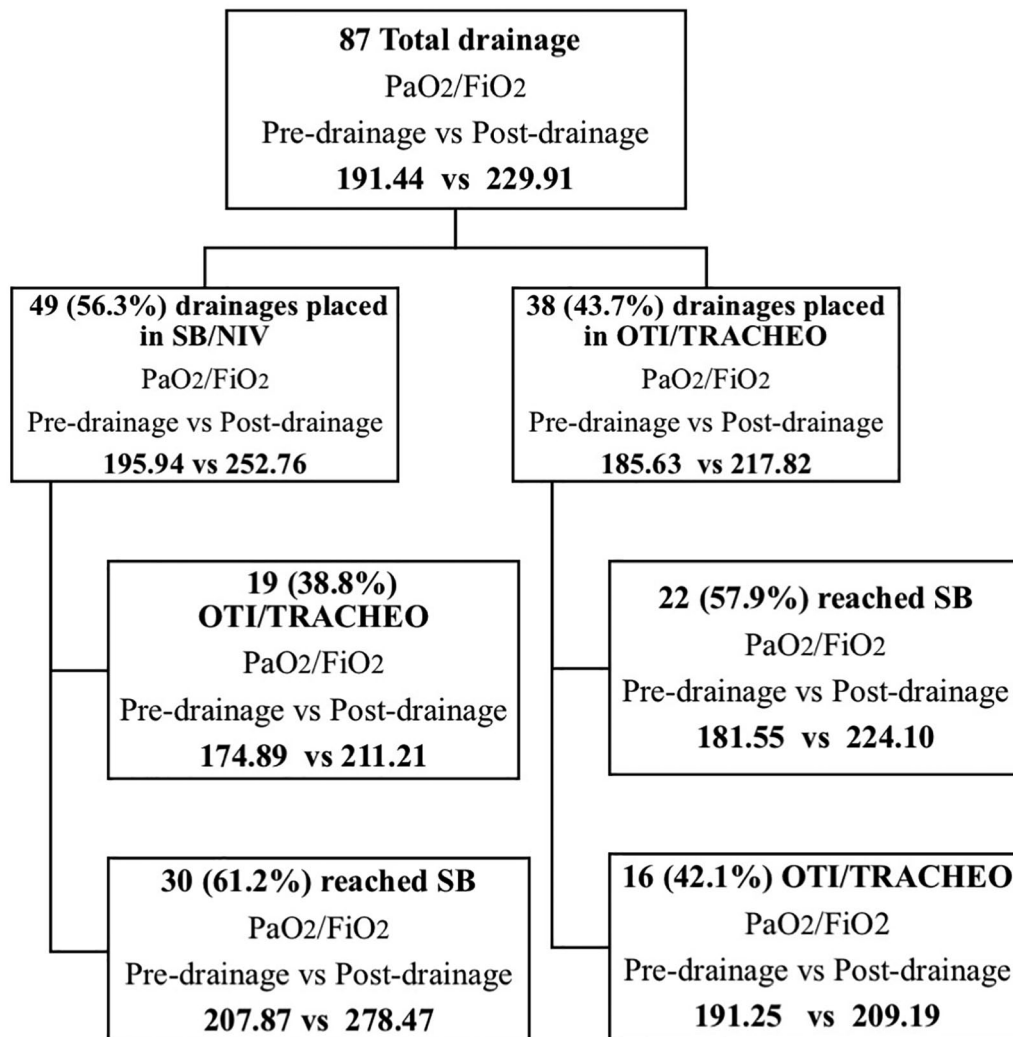 87 Total drainage
PaO2/FiO2
Pre-drainage vs Post-drainage
191.44 vs 229.91
49 (56.3%) drainages placed
in SB/NIV
PaO2/FiO2
Pre-drainage vs Post-drainage
195.94 vs 252.76
38 (43.7%) drainages placed
in OTI/TRACHEO
PaO2/FiO2
Pre-drainage vs Post-drainage
185.63 vs 217.82
19 (38.8%)
OTI/TRACHEO
PaO2/FiO2
Pre-drainage vs Post-drainage
174.89 vs 211.21
22 (57.9%) reached SB
PaO2/FiO2
Pre-drainage vs Post-drainage
181.55 vs 224.10
30 (61.2%) reached SB
PaO2/FiO2
Pre-drainage vs Post-drainage
207.87 vs 278.47
16 (42.1%) OTI/TRACHEO
PaO2/FiO2
Pre-drainage vs Post-drainage
191.25 vs 209.19